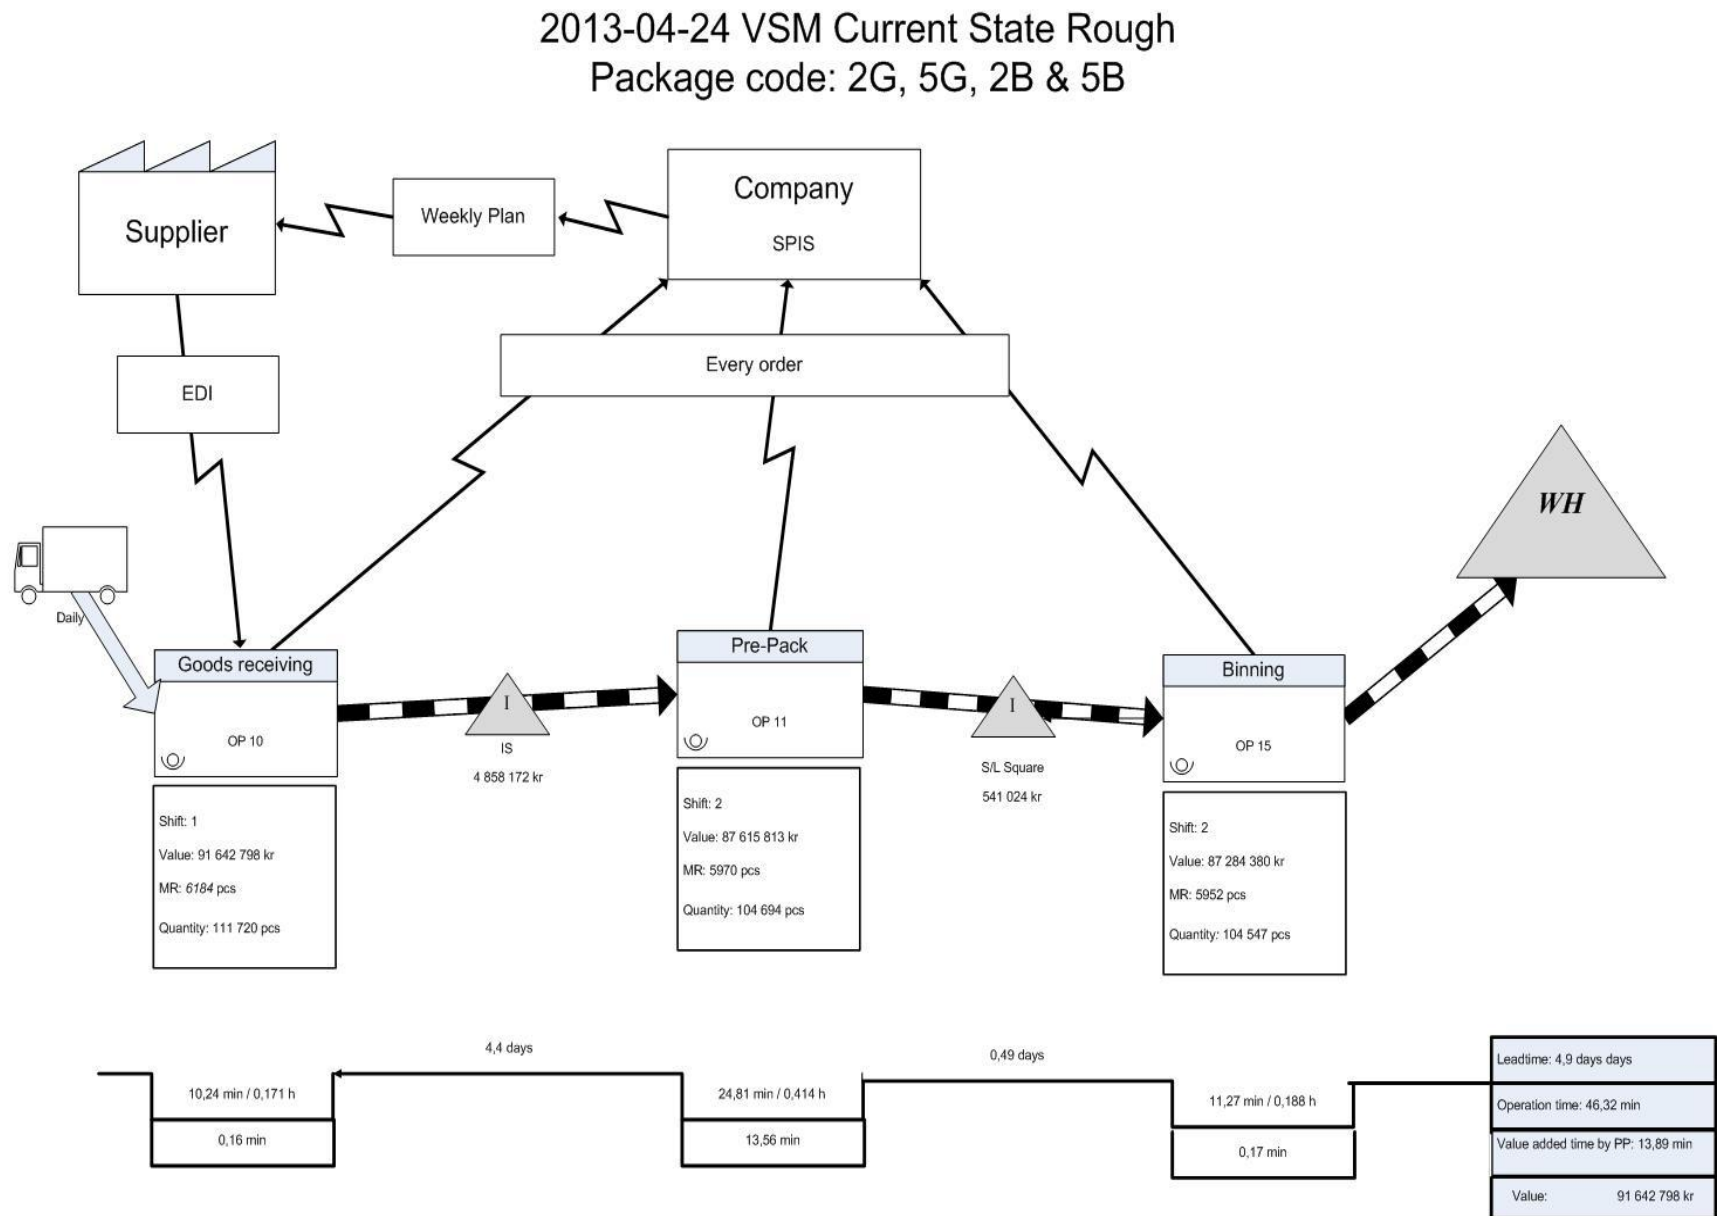 2013-04-24 VSM Current State Rough
Package code: 2G, 5G, 2B & 5B
Supplier
Weekly Plan
Company
SPIS
EDI
Every order
WH
Daily
Goods receiving
OP 10
I
IS
4 858 172 kr
Pre-Pack
OP 11
I
S/L Square
541 024 kr
Binning
OP 15
Shift: 1
Value: 91 642 798 kr
MR: 6184 pcs
Quantity: 111 720 pcs
Shift: 2
Value: 87 615 813 kr
MR: 5970 pcs
Quantity: 104 694 pcs
Shift: 2
Value: 87 284 380 kr
MR: 5952 pcs
Quantity: 104 547 pcs
10,24 min / 0,171 h
0,16 min
4,4 days
24,81 min / 0,414 h
13,56 min
0,49 days
11,27 min / 0,188 h
0,17 min
Leadtime: 4,9 days days
Operation time: 46,32 min
Value added time by PP: 13,89 min
Value: 91 642 798 kr